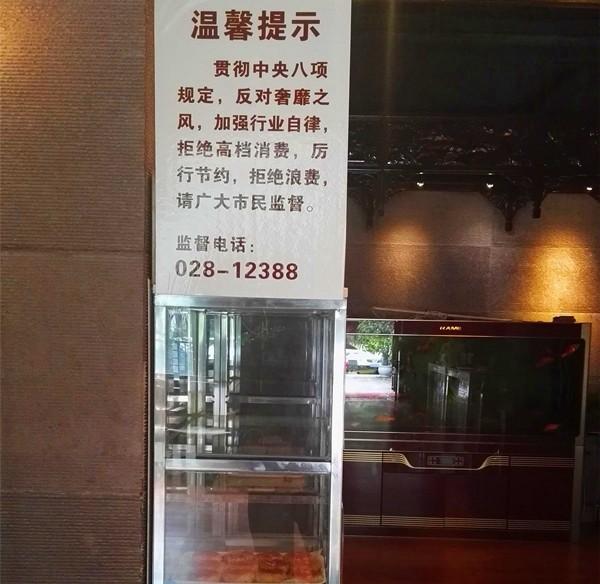 温馨提示
贯彻中央八项
规定，反对奢靡之
风，加强行业自律，
拒绝高档消费，厉
行节约，拒绝浪费，
请广大市民监督。
监督电话：
028-12388